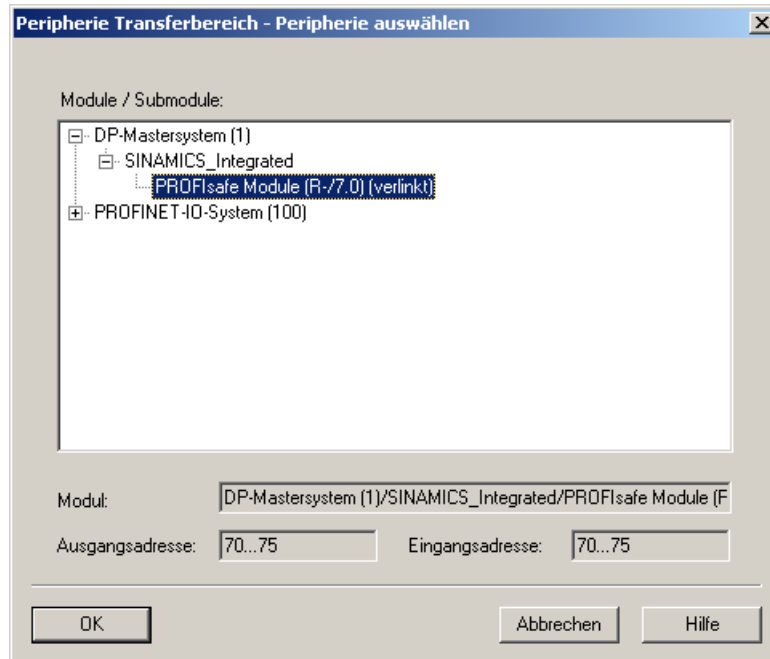 Peripherie Transferbereich - Peripherie auswählen
Module / Submodule:
DP-Mastersystem (1)
SINAMICS_Integrated
PROFIsafe Module (R-/7.0) (verlinkt)
PROFINET-IO-System (100)
Modul: DP-Mastersystem (1)/SINAMICS_Integrated/PROFIsafe Module (F
Ausgangsadresse: 70...75 Eingangsadresse: 70...75
OK Abbrechen Hilfe